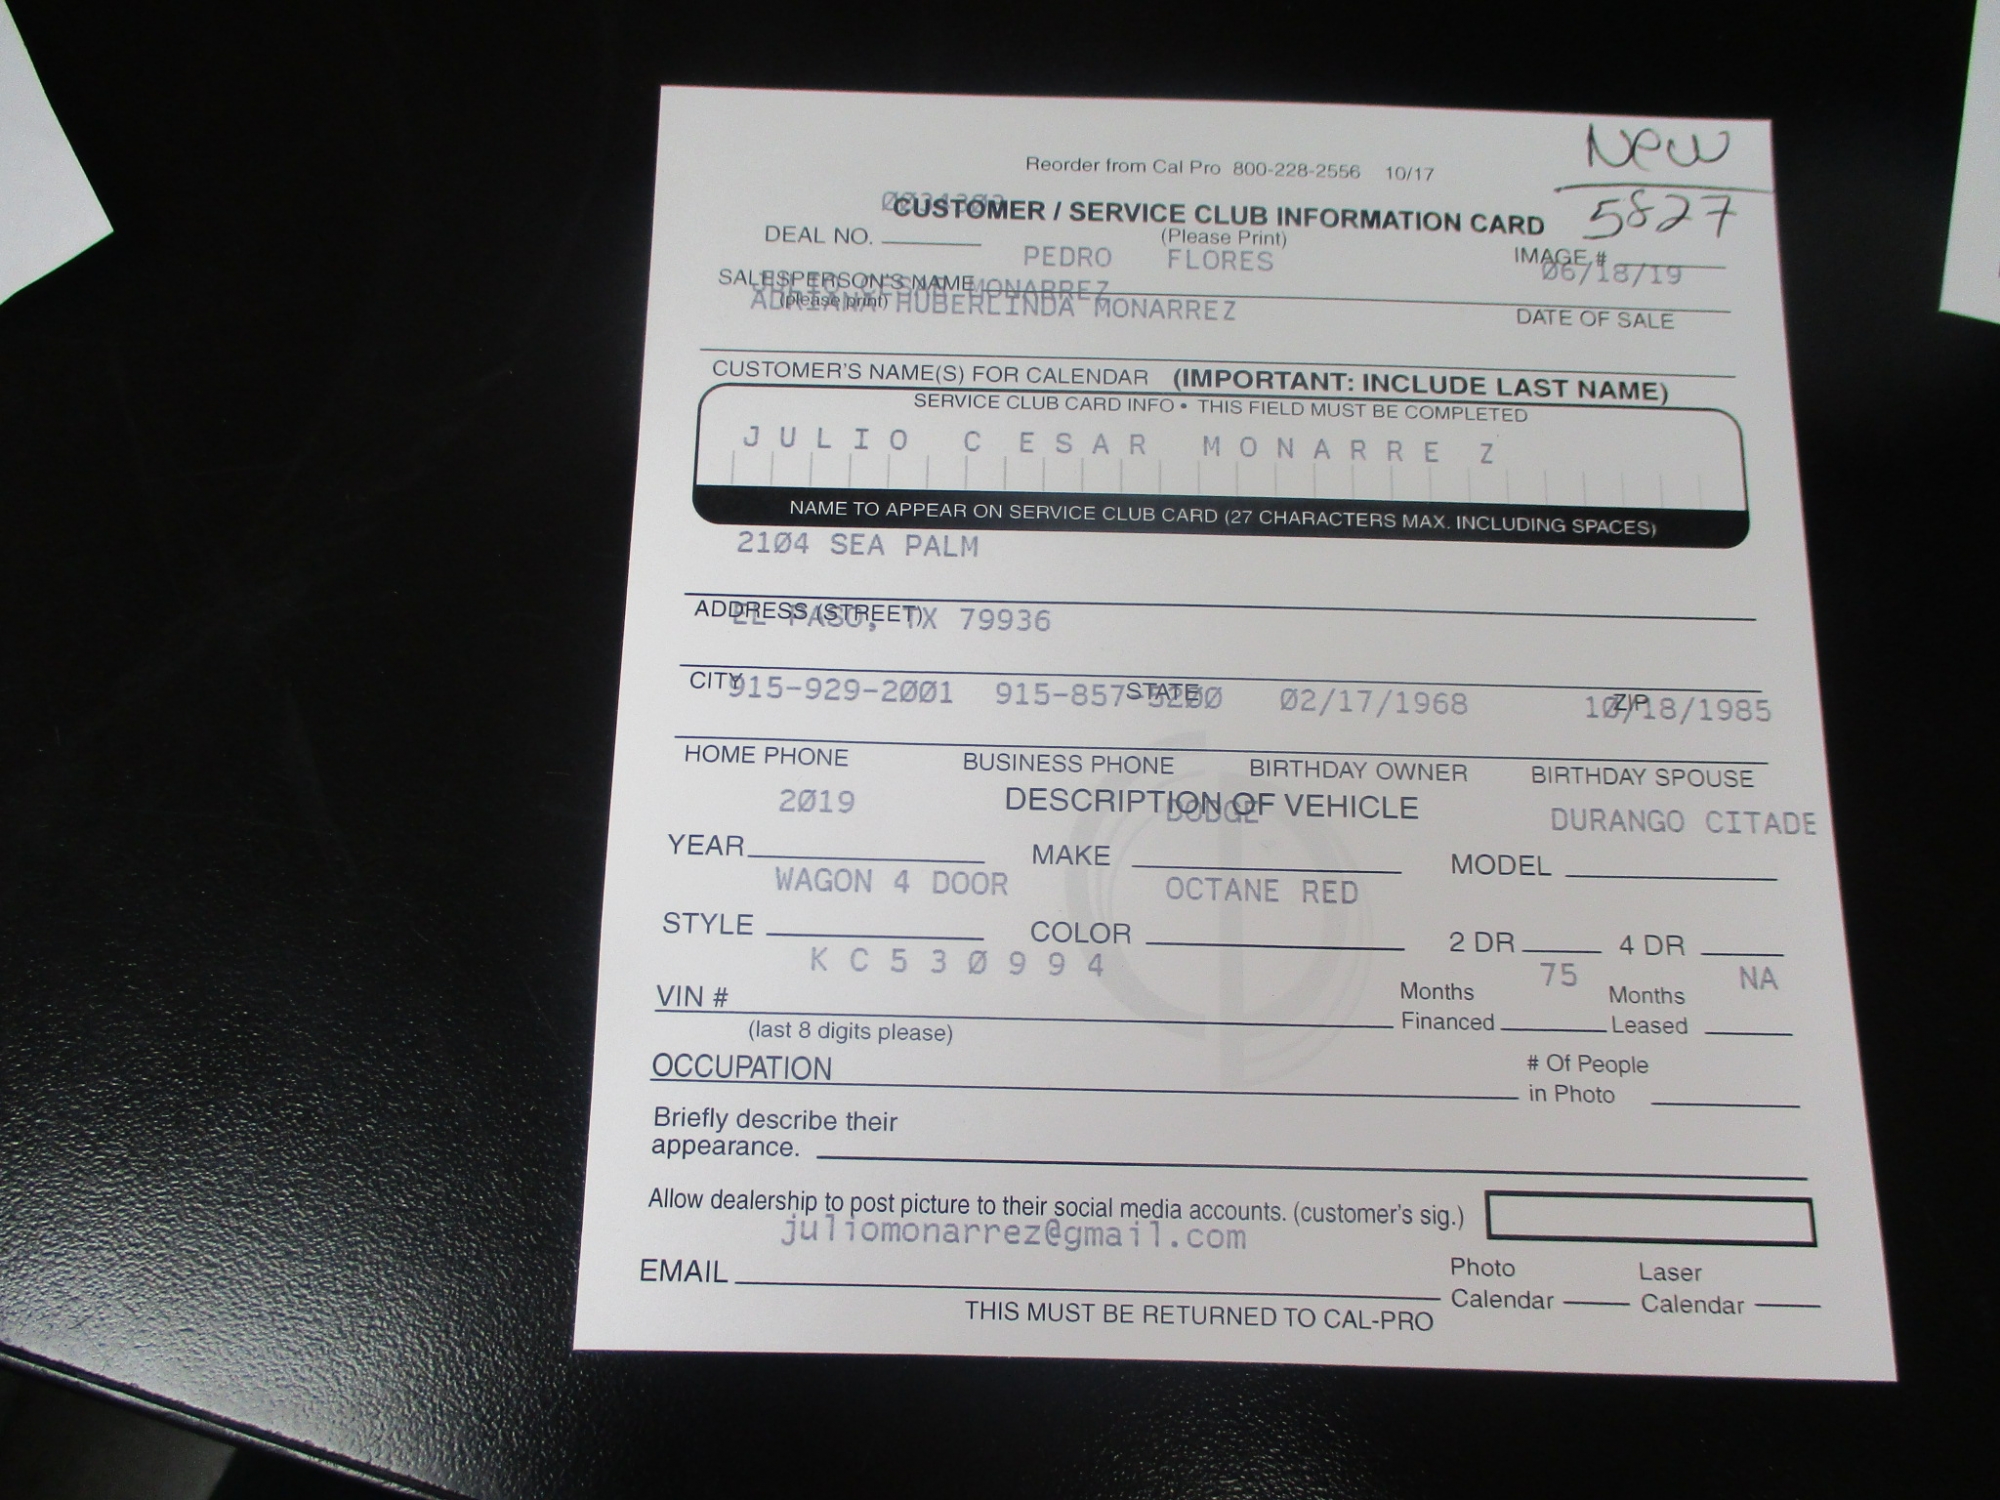 New
Reorder from Cal Pro 800-228-2556 10/17
5827
CUSTOMER / SERVICE CLUB INFORMATION CARD
(Please Print)
DEAL NO.
PEDRO FLORES
IMAGE #
06/18/19
SALESPERSON'S NAME
MONARREZ
(please print)
ADRIANA HUBERLINDA MONARREZ
DATE OF SALE
CUSTOMER'S NAME(S) FOR CALENDAR (IMPORTANT: INCLUDE LAST NAME)
SERVICE CLUB CARD INFO • THIS FIELD MUST BE COMPLETED
JULIO CESAR MONARREZ
NAME TO APPEAR ON SERVICE CLUB CARD (27 CHARACTERS MAX. INCLUDING SPACES)
2104 SEA PALM
ADDRESS (STREET)
EL PASO, TX 79936
CITY STATE ZIP
915-929-2001 915-857-5200 02/17/1968 10/18/1985
HOME PHONE BUSINESS PHONE BIRTHDAY OWNER BIRTHDAY SPOUSE
DESCRIPTION OF VEHICLE
2019 DODGE DURANGO CITADE
YEAR MAKE MODEL
WAGON 4 DOOR OCTANE RED
STYLE COLOR 2 DR 4 DR
KC530994 75 NA
VIN # Months Financed Months Leased
(last 8 digits please)
OCCUPATION # Of People in Photo
Briefly describe their
appearance.
Allow dealership to post picture to their social media accounts. (customer's sig.)
juliomonarrez@gmail.com
EMAIL Photo Calendar Laser Calendar
THIS MUST BE RETURNED TO CAL-PRO